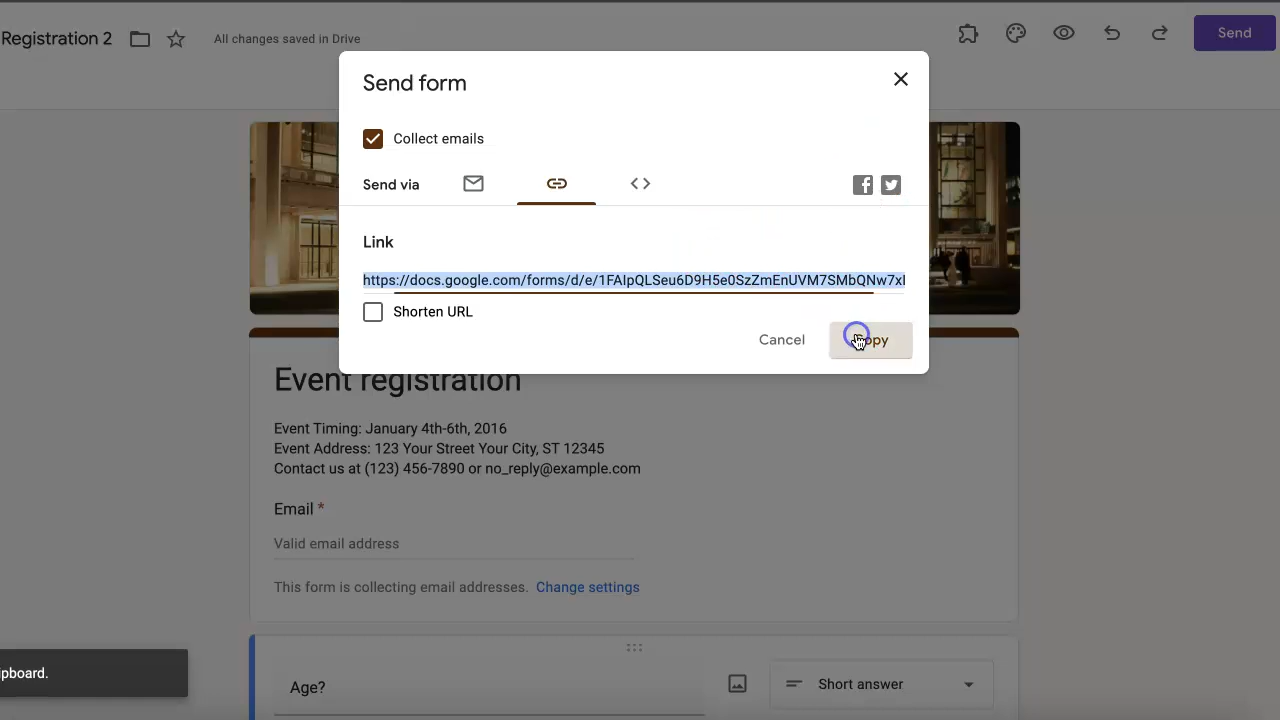 Registration 2
All changes saved in Drive
Send
Send form
Collect emails
Send via
Link
https://docs.google.com/forms/d/e/1FAIpQLSeu6D9H5e0SzZmEnUVM7SMbQNw7xI
Shorten URL
Cancel
Copy
Event registration
Event Timing: January 4th-6th, 2016
Event Address: 123 Your Street Your City, ST 12345
Contact us at (123) 456-7890 or no_reply@example.com
Email *
Valid email address
This form is collecting email addresses. Change settings
ipboard.
Age?
Short answer